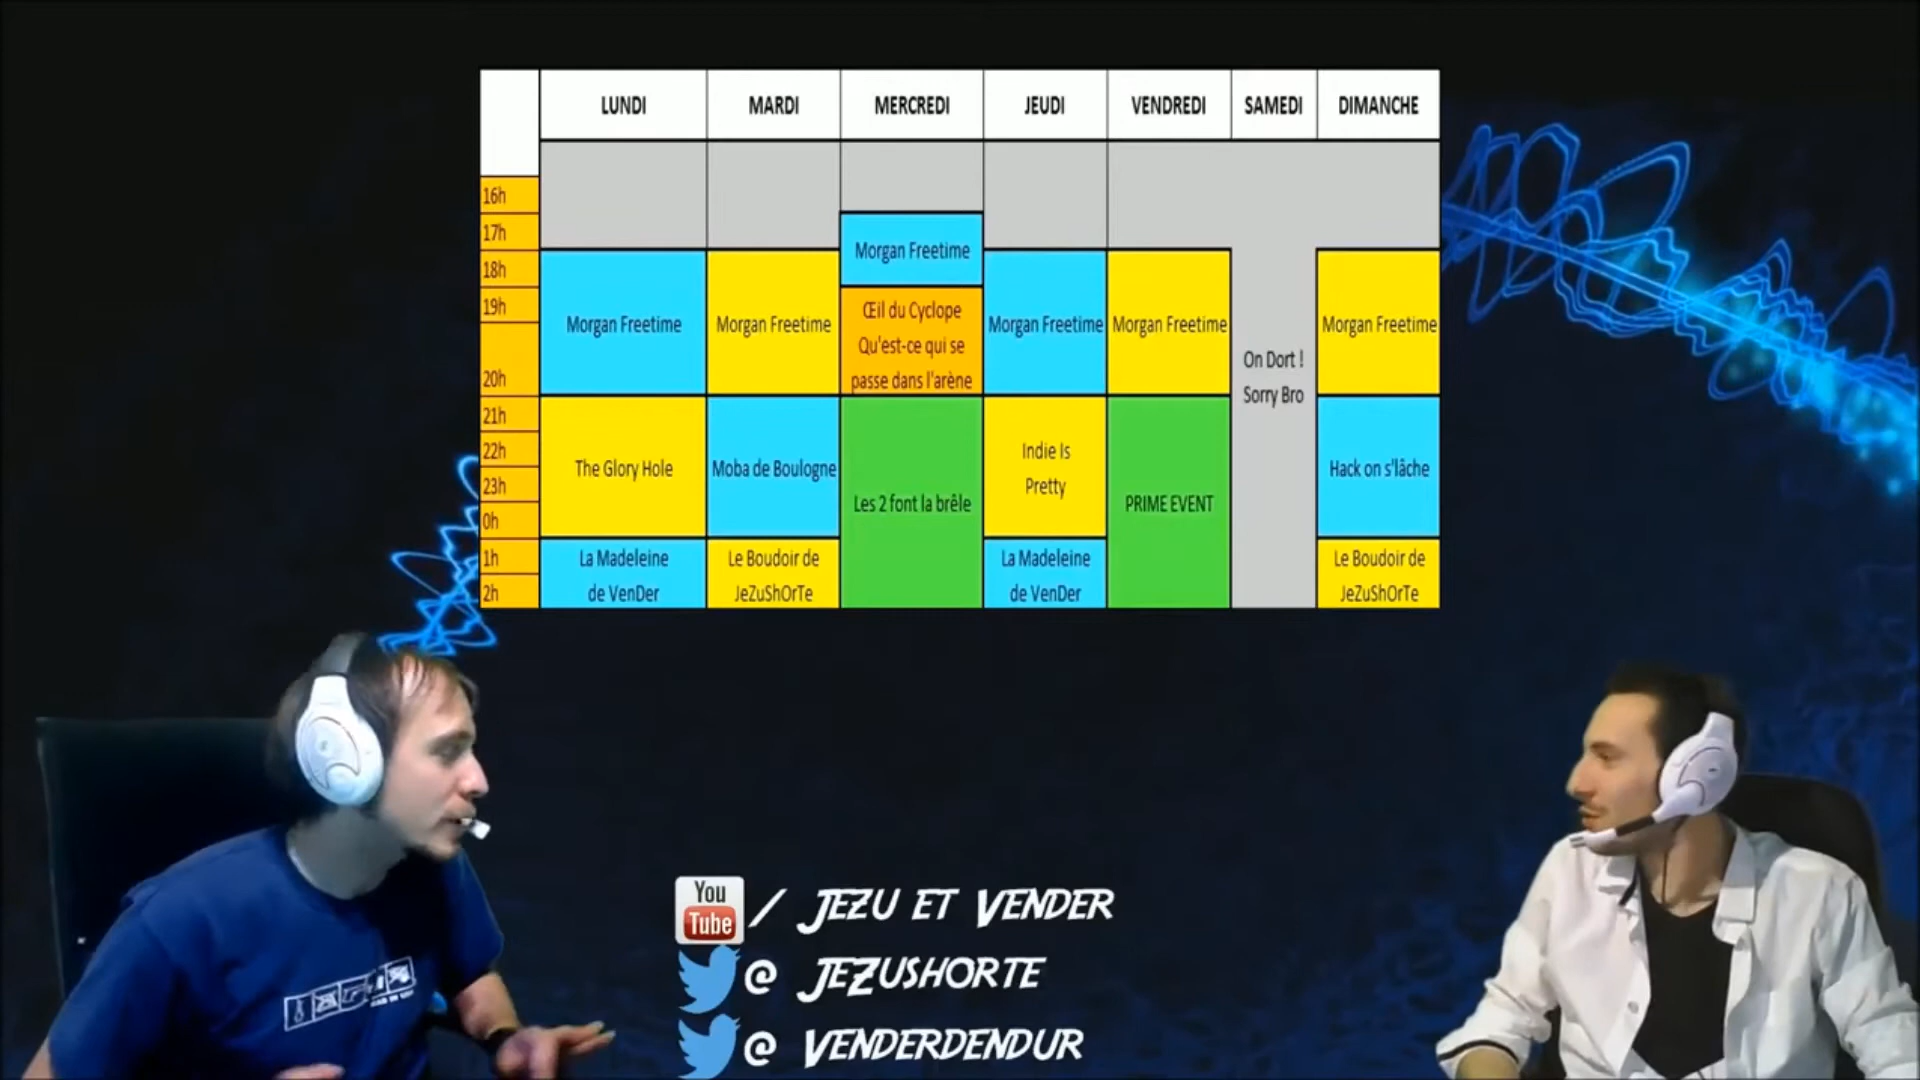 LUNDI MARDI MERCREDI JEUDI VENDREDI SAMEDI DIMANCHE
16h
17h
18h
19h
20h
21h
22h
23h
0h
1h
2h
Morgan Freetime
The Glory Hole
La Madeleine
de VenDer
Morgan Freetime
Moba de Boulogne
Le Boudoir de
JeZuShOrTe
Morgan Freetime
Œil du Cyclope
Qu'est-ce qui se
passe dans l'arène
Les 2 font la brêle
Morgan Freetime
Indie Is
Pretty
La Madeleine
de VenDer
Morgan Freetime
PRIME EVENT
On Dort !
Sorry Bro
Morgan Freetime
Hack on s'lâche
Le Boudoir de
JeZuShOrTe
You
Tube / JEZU ET VENDER
@ JEZUSHORTE
@ VENDERDENDUR